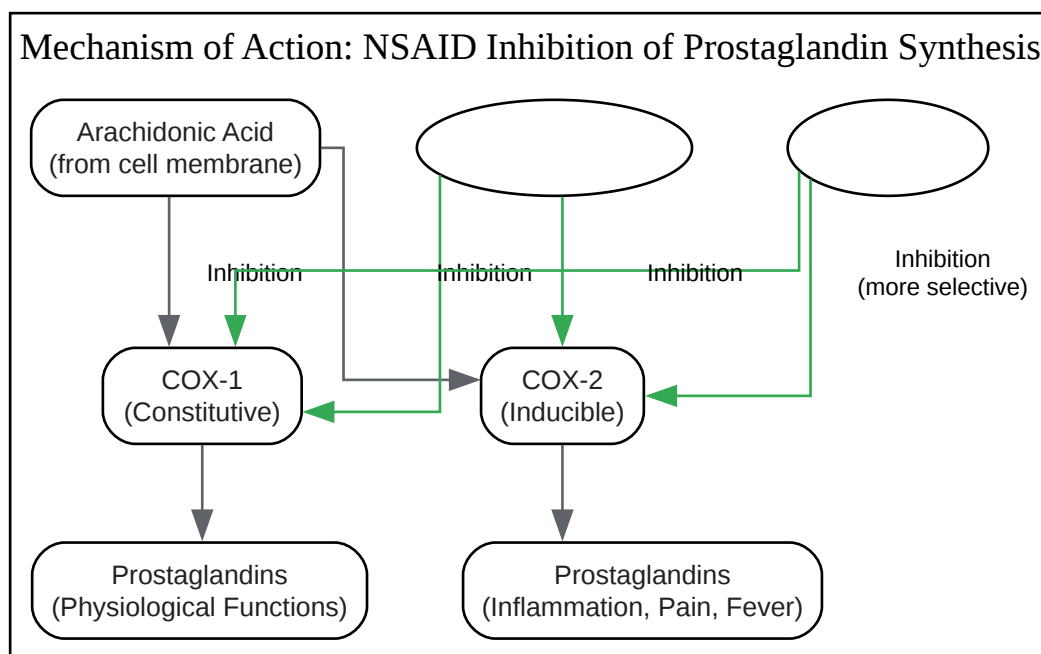 Mechanism of Action: NSAID Inhibition of Prostaglandin Synthesis
Arachidonic Acid
(from cell membrane)
Inhibition
Inhibition
Inhibition
Inhibition
(more selective)
COX-1
(Constitutive)
COX-2
(Inducible)
Prostaglandins
(Physiological Functions)
Prostaglandins
(Inflammation, Pain, Fever)